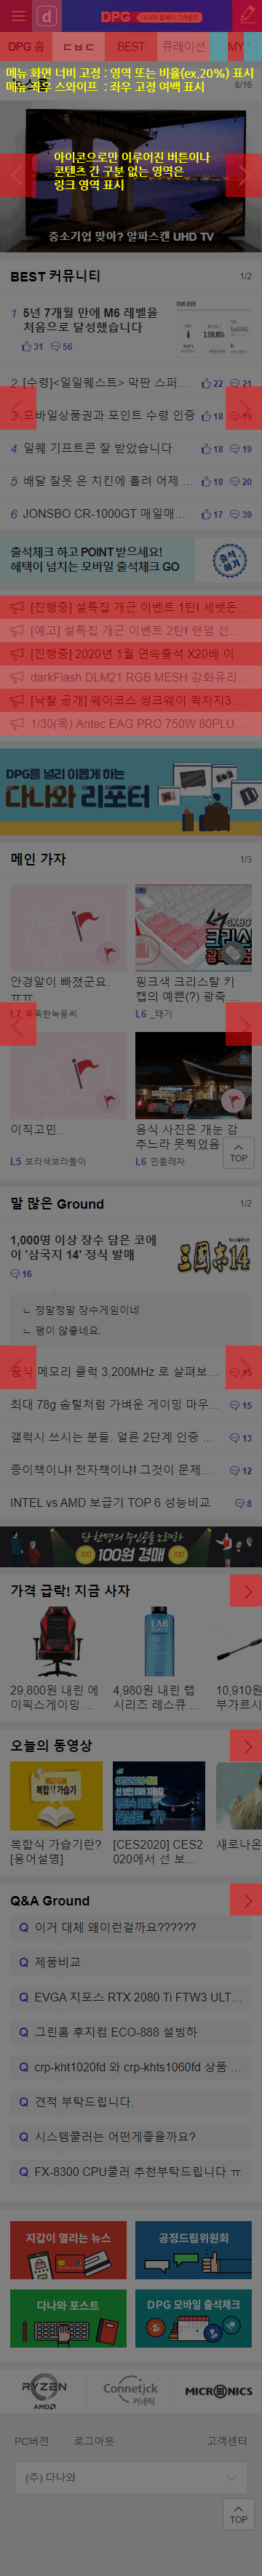 d
DPG 다나와 플레이 그라운드
DPG 홈 ㄷㅂㄷ BEST 큐레이션 MY
메뉴 화면 너비 고정 : 영역 또는 비율(ex.20%) 표시
메뉴 좌우 스와이프 : 좌우 고정 여백 표시
8/16
아이콘으로만 이루어진 버튼이나
콘텐츠 간 구분 없는 영역은
링크 영역 표시
중소기업 맞아? 알파스캔 UHD TV
BEST 커뮤니티 1/2
1 5년 7개월 만에 M6 레벨을
처음으로 달성했습니다
31 56
2 [수령]<일일퀘스트> 막판 스퍼... 22 21
3 모바일상품권과 포인트 수령 인증 18 19
4 일퀘 기프트콘 잘 받았습니다. 18 19
5 배달 잘못 온 치킨에 홀려 어제 ... 18 20
6 JONSBO CR-1000GT 매일매... 17 39
출석체크 하고 POINT 받으세요!
혜택이 넘치는 모바일 출석체크 GO
출석
하기
[진행중] 설특집 개근 이벤트 1탄! 세뱃돈...
[예고] 설특집 개근 이벤트 2탄! 랜덤 선...
[진행중] 2020년 1월 연속출석 X20배 이...
darkFlash DLM21 RGB MESH 강화유리...
[낙찰 공개] 웨이코스 씽크웨이 퀵차지3....
1/30(목) Antec EAG PRO 750W 80PLU...
DPG를 널리 이롭게 하는
다나와 리포터
메인 가자 1/3
안경알이 빠졌군요.
ㅠㅠ
L7 독특한녹용씨
GK80
핑크색 크리스탈 키
캡의 예쁜(?) 광축 ...
L6 _태기
이직고민..
L5 보라색보라돌이
음식 사진은 개눈 감
추느라 못찍었음
L6 민들레자
TOP
말 많은 Ground 1/2
1,000명 이상 장수 담은 코에
이 '삼국지 14' 정식 발매
16
三國志14
ㄴ 정말정말 장수게임이네
ㄴ 평이 않좋네요.
공식 메모리 클럭 3,200MHz 로 살펴보... 15
최대 78g 솜털처럼 가벼운 게이밍 마우... 15
갤럭시 쓰시는 분들. 얼른 2단계 인증 ... 13
종이책이냐! 전자책이냐! 그것이 문제... 12
INTEL vs AMD 보급기 TOP 6 성능비교 8
단 한명의 주인공을 노려라
100 100원 경매 100
가격 급락! 지금 사자
LAB
29,800원 내린 에
이픽스게이밍 ...
4,980원 내린 랩
시리즈 레스큐 ...
10,910원
부가르시
오늘의 동영상
복합식 가습기
복합식 가습기란?
[용어설명]
[CES2020] CES2
020에서 선 보...
새로나온
Q&A Ground
Q 이거 대체 왜이런걸까요??????
Q 제품비교
Q EVGA 지포스 RTX 2080 Ti FTW3 ULT...
Q 그린홈 후지컴 ECO-888 설빙하
Q crp-kht1020fd 와 crp-khts1060fd 상품 ...
Q 견적 부탁드립니다.
Q 시스템쿨러는 어떤게좋을까요?
Q FX-8300 CPU쿨러 추천부탁드립니다 ㅠ
지갑이 열리는 뉴스
공정드립위원회
다나와 포스트
DPG 모바일 출석체크
RYZEN
AMD
Connetjck
커네틱
MICRONICS
PC버전 로그아웃 고객센터
(주) 다나와
TOP